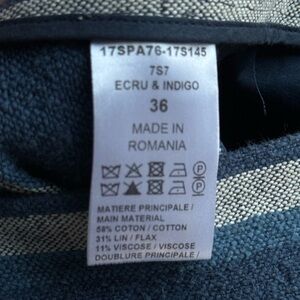 17SPA76-17S145
7S7
ECRU & INDIGO
36
MADE IN
ROMANIA
MATIERE PRINCIPALE /
MAIN MATERIAL
58% COTON / COTTON
31% LIN / FLAX
11% VISCOSE / VISCOSE
DOUBLURE PRINCIPALE /